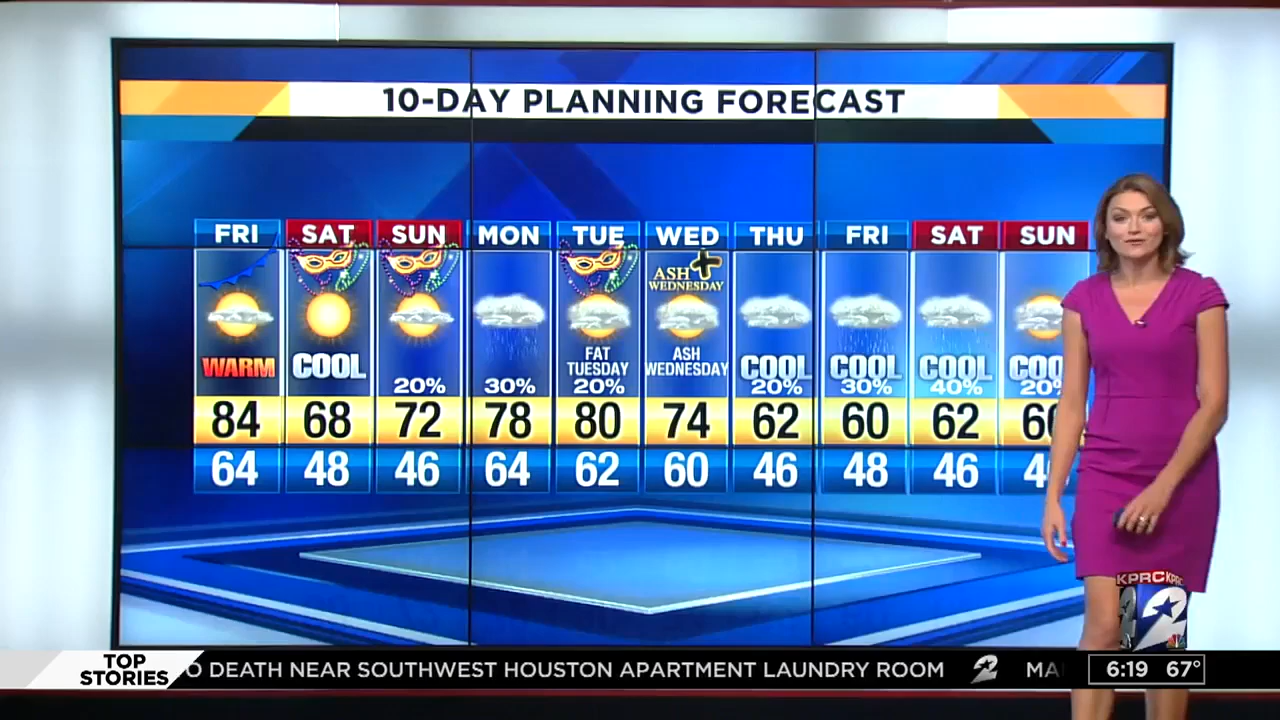 10-DAY PLANNING FORECAST
FRI SAT SUN MON TUE WED THU FRI SAT SUN
ASH
WEDNESDAY
WARM COOL FAT TUESDAY ASH WEDNESDAY COOL COOL COOL
20% 30% 20% 20% 30% 40% 20%
84 68 72 78 80 74 62 60 62
64 48 46 64 62 60 46 48 46
KPRC
2
TOP
STORIES
DEATH NEAR SOUTHWEST HOUSTON APARTMENT LAUNDRY ROOM 2 6:19 67°